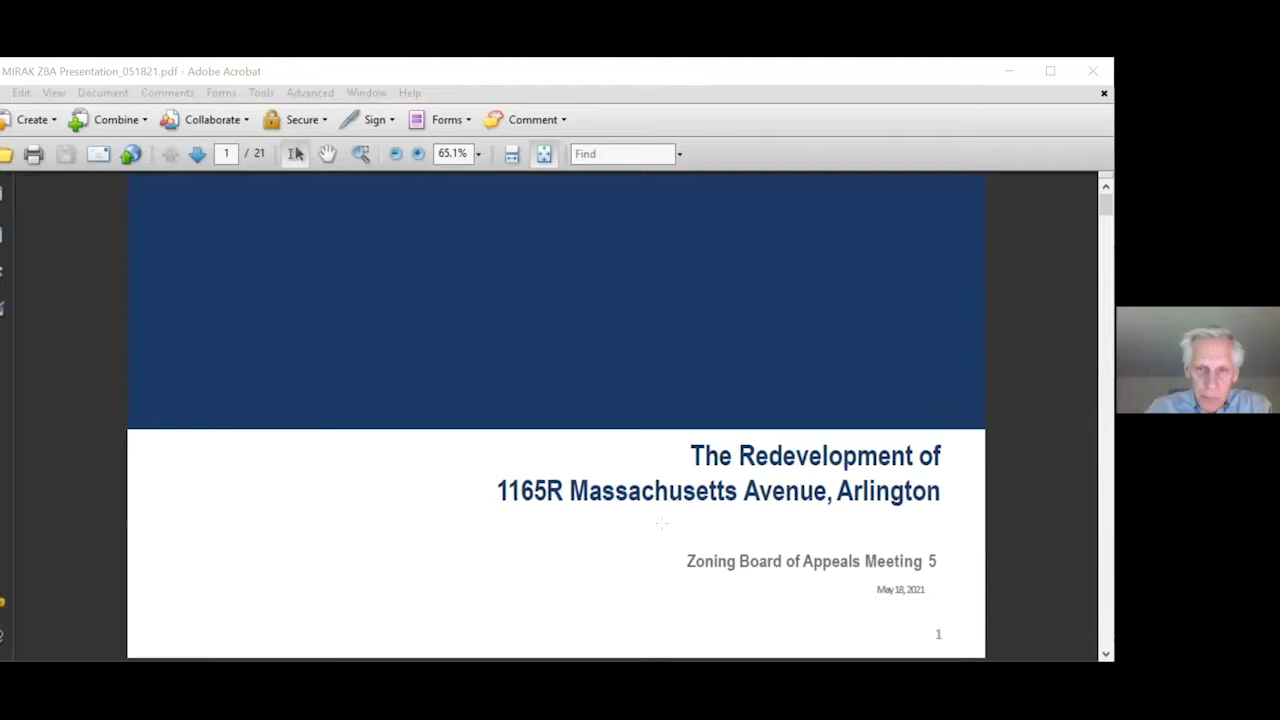 MIRAK ZBA Presentation_051821.pdf - Adobe Acrobat
Edit View Document Comments Forms Tools Advanced Window Help
Create Combine Collaborate Secure Sign Forms Comment
1 / 21 65.1% Find
The Redevelopment of
1165R Massachusetts Avenue, Arlington
Zoning Board of Appeals Meeting 5
May 18, 2021
1